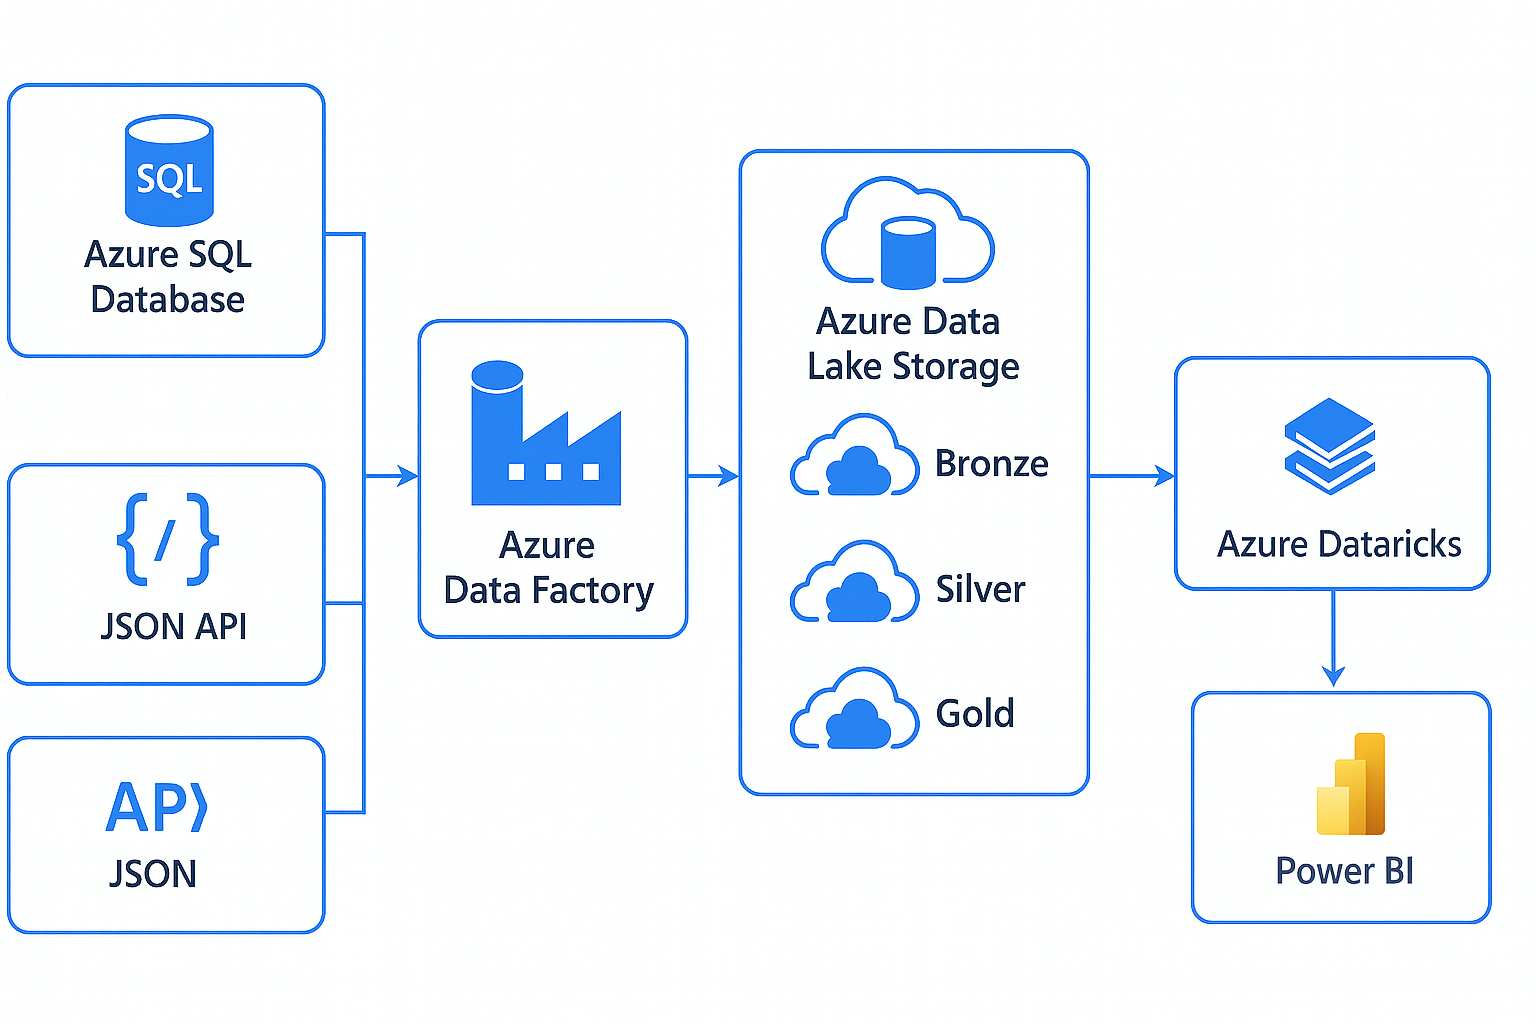 SQL
Azure SQL
Database
{/}
JSON API
AP⟩
JSON
Azure
Data Factory
Azure Data
Lake Storage
Bronze
Silver
Gold
Azure Dataricks
Power BI